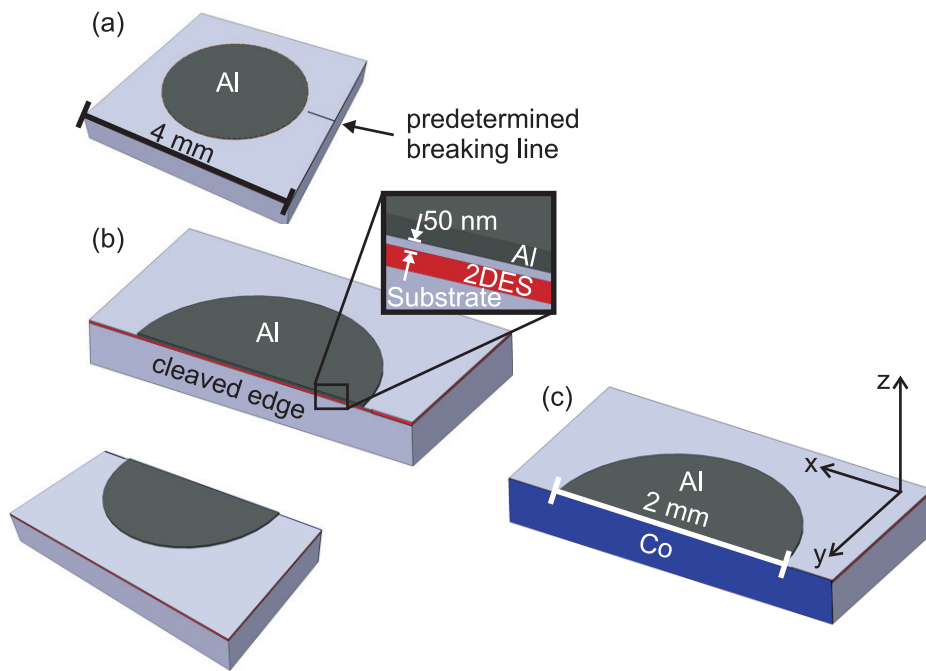 (a)
Al
4 mm
predetermined
breaking line
(b)
50 nm
Al
2DES
Substrate
Al
cleaved edge
(c)
z
x
Al
2 mm
y
Co